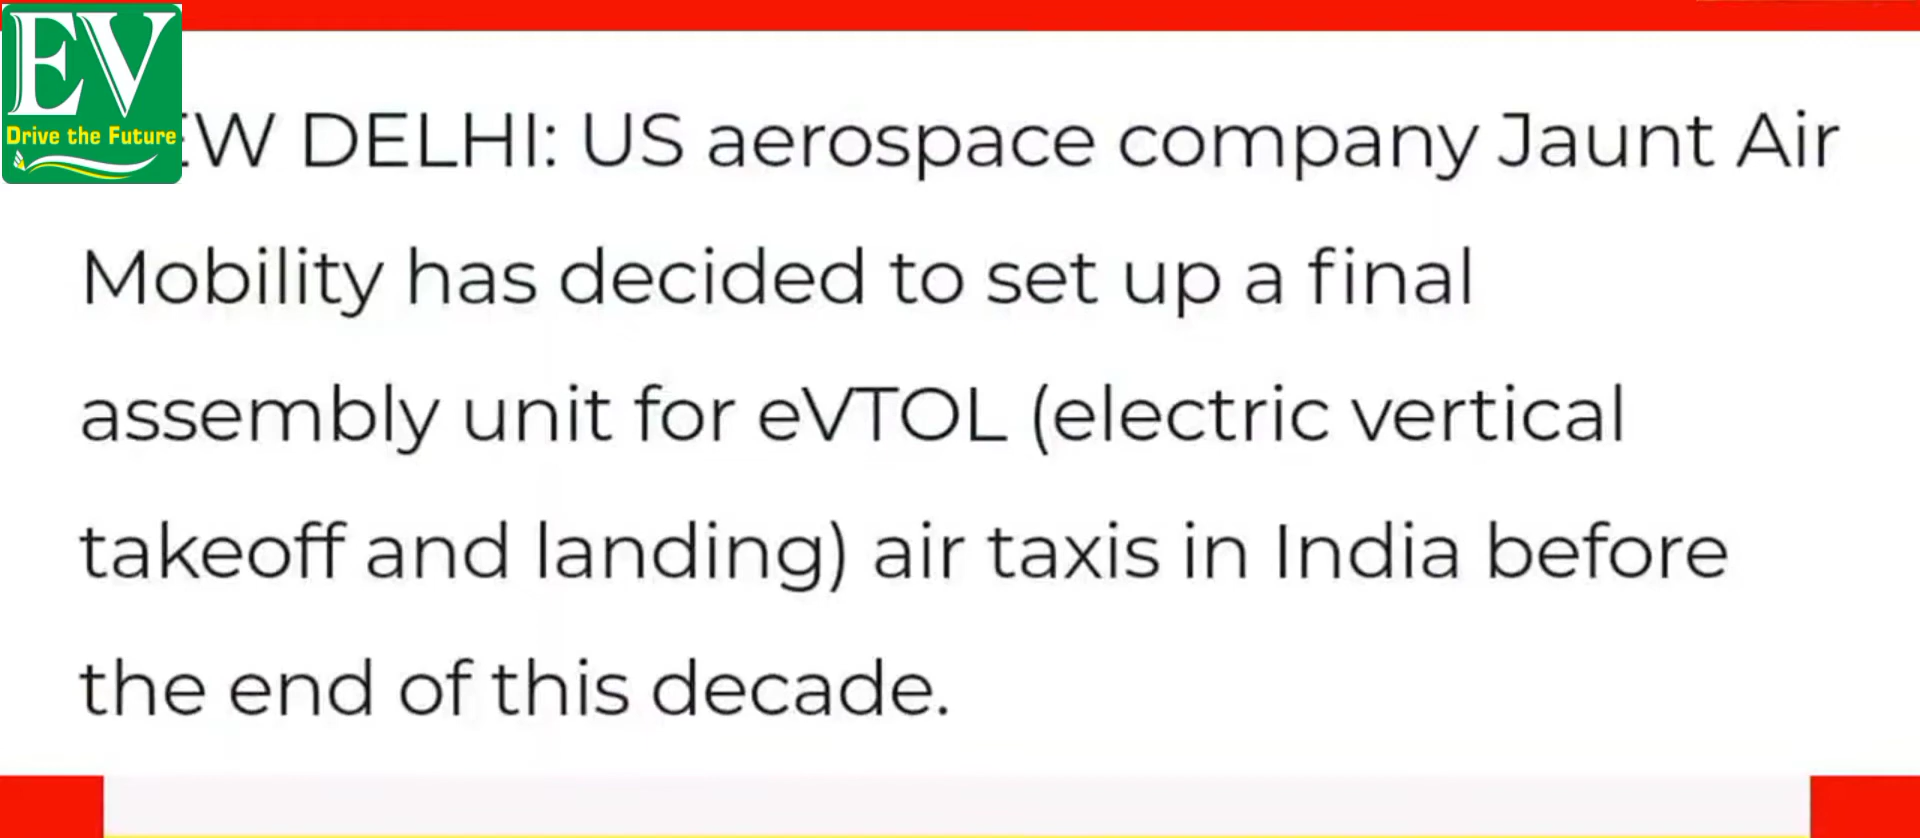 EV
Drive the Future
EW DELHI: US aerospace company Jaunt Air
Mobility has decided to set up a final
assembly unit for eVTOL (electric vertical
takeoff and landing) air taxis in India before
the end of this decade.